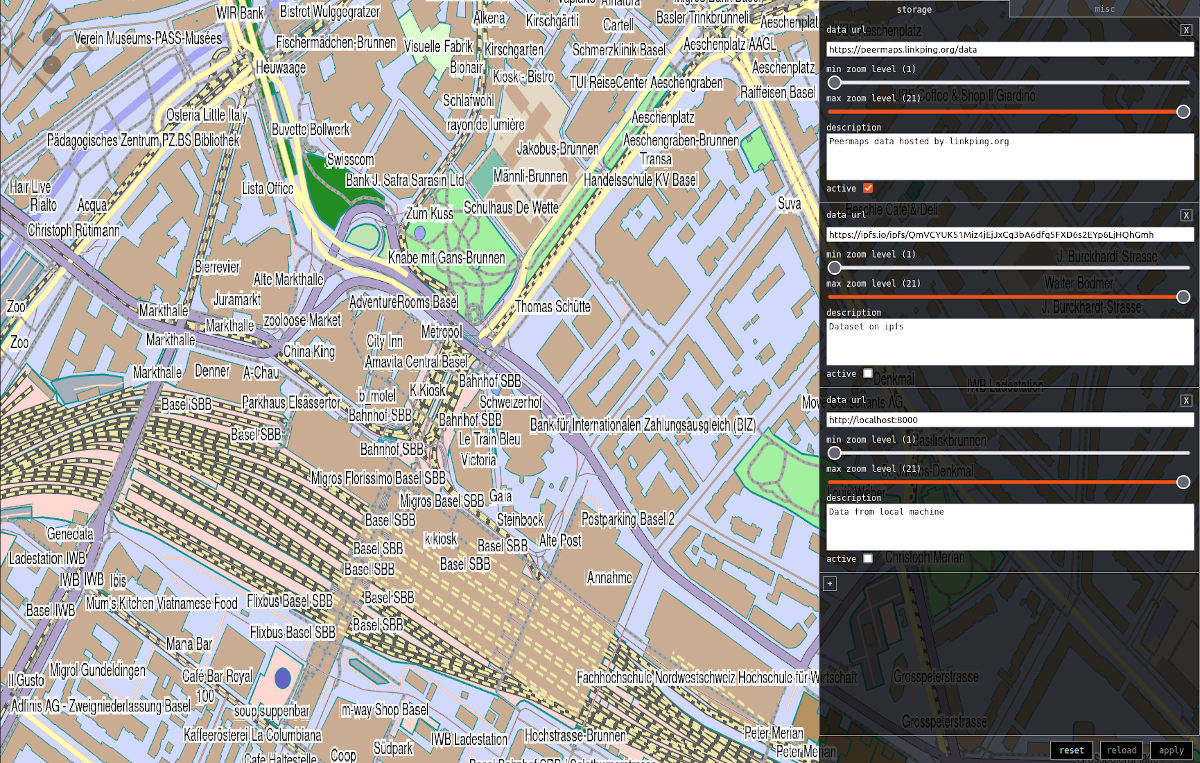 WIR Bank
Bistrot Wulggegratzer
Alkena
Kirschgärtli
Cartell
Basler Trinkbrünneli
Aeschenplatz
Verein Museums-PASS-Musées
Fischermädchen-Brunnen
Visuelle Fabrik
Kirschgarten
Schmerzklinik Basel
Aeschenplatz AAGL
Heuwaage
Biohair
Kiosk - Bistro
TUI ReiseCenter Aeschengraben
Aeschenplatz
Raiffeisen Basel
Schlafwohl
Osteria Little Italy
rayon de lumière
Aeschenplatz
Buvette Bollwerk
Pädagogisches Zentrum PZ.BS Bibliothek
Jakobus-Brunnen
Aeschengraben-Brunnen
Swisscom
Transa
Hair Live
Lista Office
Bank J. Safra Sarasin Ltd
Männli-Brunnen
Handelsschule KV Basel
Rialto
Acqua
Zum Kuss
Schulhaus De Wette
Suva
Christoph Rütimann
Knabe mit Gans-Brunnen
Bierrevier
Alte Markthalle
Zoo
Markthalle
Juramarkt
AdventureRooms Basel
Thomas Schütte
Markthalle
zooloose Market
Metropol
Zoo
Markthalle
City Inn
China King
Amavita Central Basel
Markthalle
Denner
A-Chau
Bahnhof SBB
b_motel
K Kiosk
Basel SBB
Parkhaus Elsässertor
Schweizerhof
Bahnhof SBB
Bahnhof SBB
Bank für Internationalen Zahlungsausgleich (BIZ)
Basel SBB
Le Train Bleu
Bahnhof SBB
Victoria
Migros Florissimo Basel SBB
Migros Basel SBB
Gaia
Basel SBB
Steinbock
Postparking Basel 2
Genedala
k kiosk
Basel SBB
Alte Post
Basel SBB
Ladestation IWB
Basel SBB
Basel SBB
IWB
IWB
Ibis
Annahme
Mum's Kitchen Viatnamese Food
Flixbus Basel SBB
Basel SBB
Basel IWB
Flixbus Basel SBB
Basel SBB
Mana Bar
Migrol Gundeldingen
Café Bar Royal
Fachhochschule Nordwestschweiz Hochschule für Wirtschaft
Il Gusto
100
Adinis AG - Zweigniederlassung Basel
soup suppenbar
m-way Shop Basel
Kaffeerösterei La Columbiana
IWB Ladestation
Hochstrasse-Brunnen
Peter Merian
Südpark
Coop
Café Haltestelle
Peter Merian
storage
misc
data url
X
https://peermaps.linkping.org/data
min zoom level (1)
max zoom level (21)
description
Peermaps data hosted by linkping.org
active
data url
X
https://ipfs.io/ipfs/QmVCYUK51Miz4jEjJxCq3bA6dfq5FXD6s2EYp6LjHQhGmh
min zoom level (1)
J. Burckhardt Strasse
max zoom level (21)
Walter Bodmer
J. Burckhardt-Strasse
description
Dataset on ipfs
active
Denkmal
IWB Ladestation
data url
X
http://localhost:8000
min zoom level (1)
max zoom level (21)
description
Data from local machine
active
Christoph Merian
+
Grosspeterstrasse
Grosspeterstrasse
reset
reload
apply